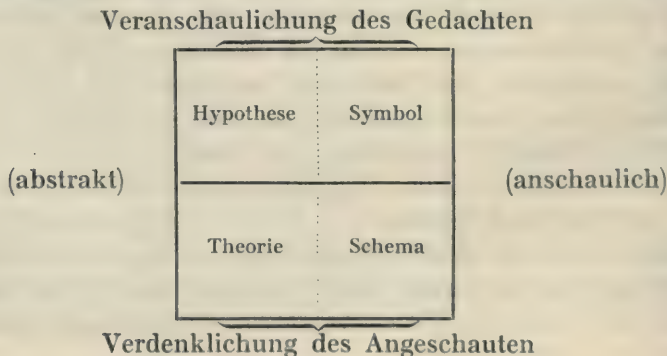 Veranschaulichung des Gedachten
Hypothese Symbol
(abstrakt) (anschaulich)
Theorie Schema
Verdenklichung des Angeschauten